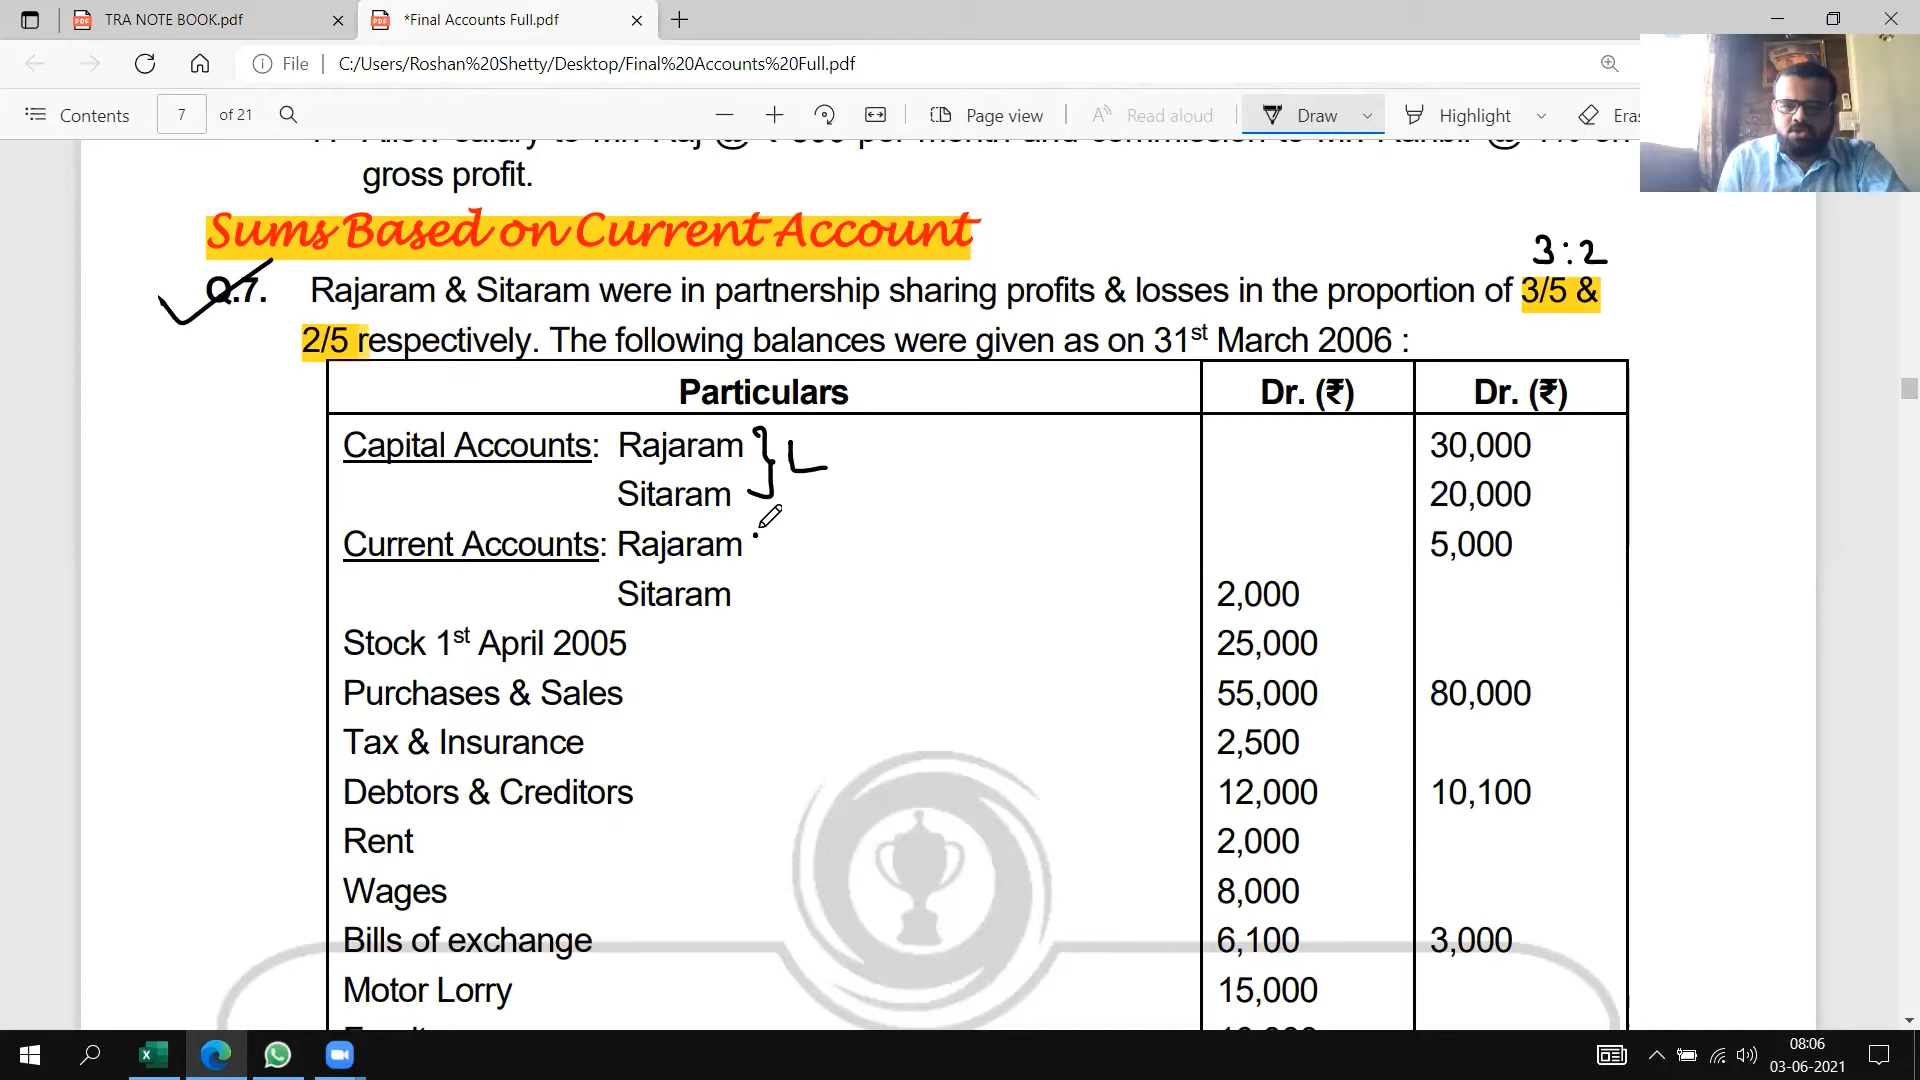 TRA NOTE BOOK.pdf
*Final Accounts Full.pdf
File | C:/Users/Roshan%20Shetty/Desktop/Final%20Accounts%20Full.pdf
Contents 7 of 21 Page view Read aloud Draw Highlight Eras
gross profit.
Sums Based on Current Account
3:2
Q.7. Rajaram & Sitaram were in partnership sharing profits & losses in the proportion of 3/5 &
2/5 respectively. The following balances were given as on 31st March 2006 :
Particulars Dr. (₹) Dr. (₹)
Capital Accounts: Rajaram } L 30,000
Sitaram 20,000
Current Accounts: Rajaram 5,000
Sitaram 2,000
Stock 1st April 2005 25,000
Purchases & Sales 55,000 80,000
Tax & Insurance 2,500
Debtors & Creditors 12,000 10,100
Rent 2,000
Wages 8,000
Bills of exchange 6,100 3,000
Motor Lorry 15,000
08:06
03-06-2021